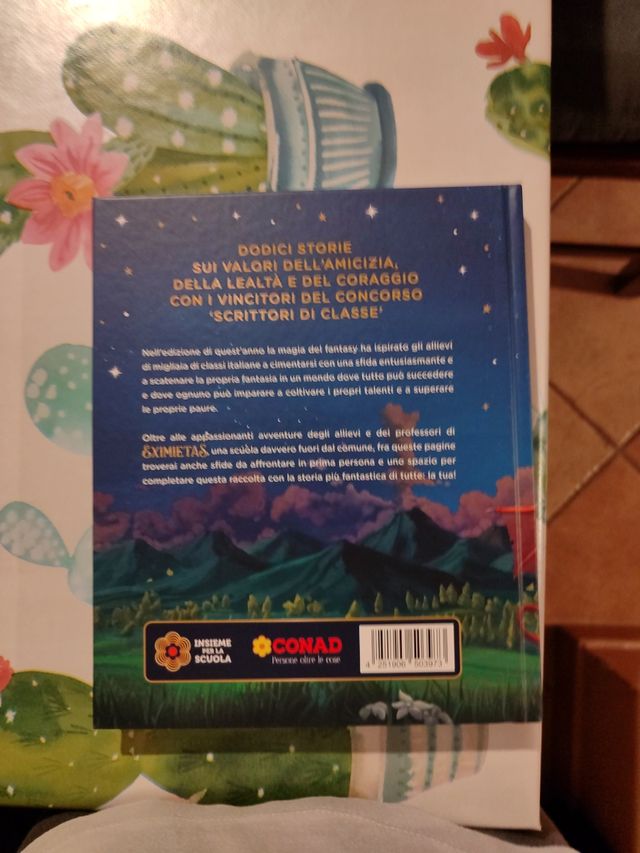 DODICI STORIE
SUI VALORI DELL'AMICIZIA,
DELLA LEALTÀ E DEL CORAGGIO
CON I VINCITORI DEL CONCORSO
'SCRITTORI DI CLASSE'
Nell'edizione di quest'anno la magia del fantasy ha ispirato gli allievi
di migliaia di classi italiane a cimentarsi con una sfida entusiasmante e
a scatenare la propria fantasia in un mondo dove tutto può succedere
e dove ognuno può imparare a coltivare i propri talenti e a superare
le proprie paure.
Oltre alle appassionanti avventure degli allievi e dei professori di
EXIMIETAS, una scuola davvero fuori dal comune, fra queste pagine
troverai anche sfide da affrontare in prima persona e uno spazio per
completare questa raccolta con la storia più fantastica di tutte: la tua!
INSIEME
PER LA
SCUOLA
CONAD
Persone oltre le cose
4 251906 503973